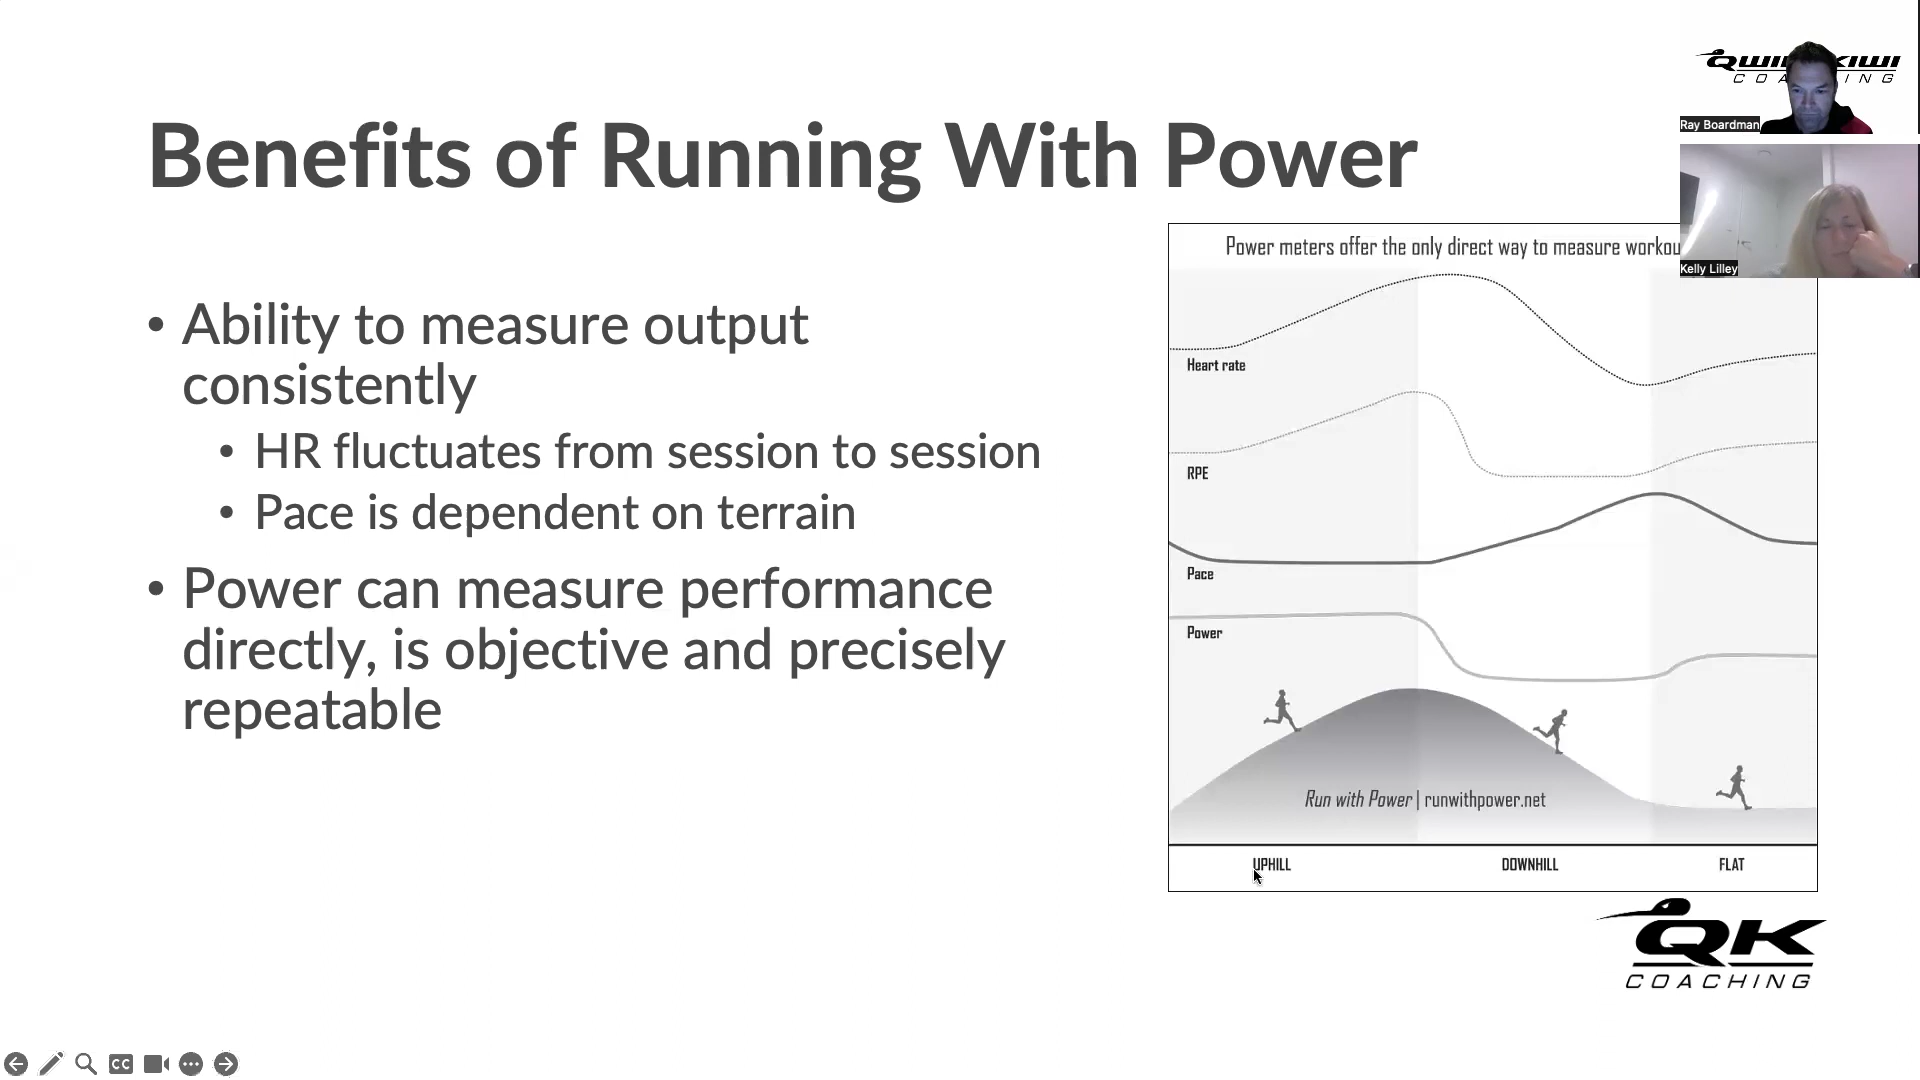 Benefits of Running With Power
• Ability to measure output
consistently
• HR fluctuates from session to session
• Pace is dependent on terrain
• Power can measure performance
directly, is objective and precisely
repeatable
Power meters offer the only direct way to measure
Heart rate
RPE
Pace
Power
Run with Power | runwithpower.net
UPHILL
DOWNHILL
FLAT
QK
COACHING
Ray Boardman
Kelly Lilley
CC